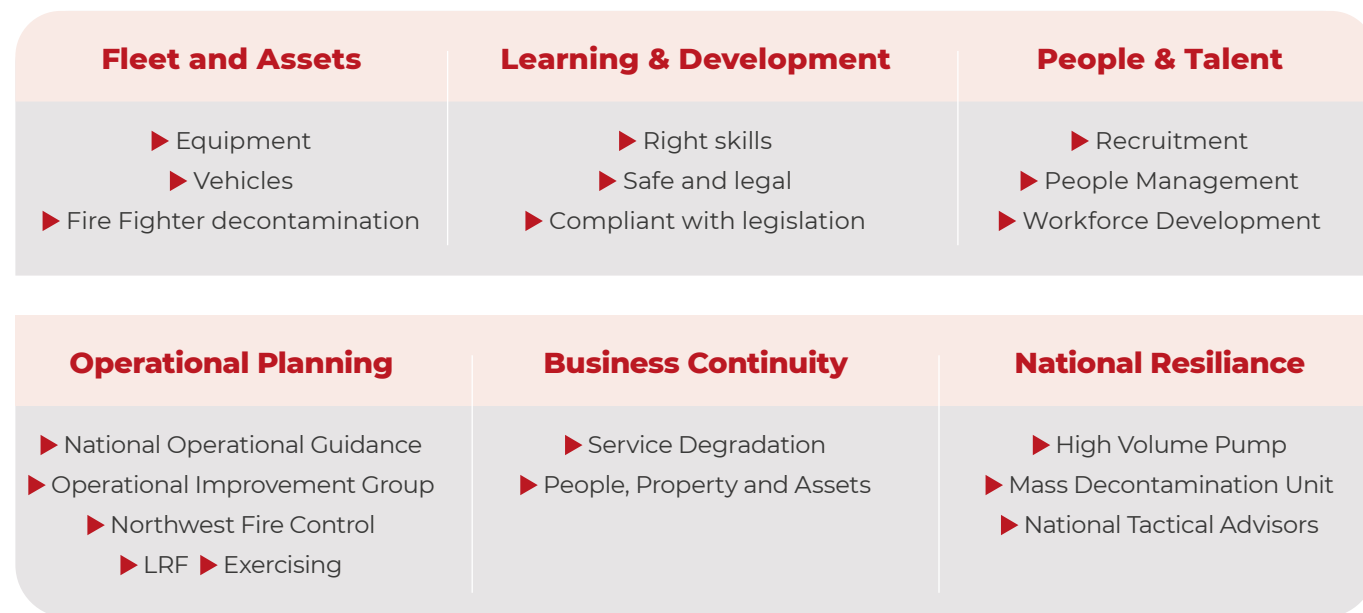 Fleet and Assets
▶ Equipment
▶ Vehicles
▶ Fire Fighter decontamination
Learning & Development
▶ Right skills
▶ Safe and legal
▶ Compliant with legislation
People & Talent
▶ Recruitment
▶ People Management
▶ Workforce Development
Operational Planning
▶ National Operational Guidance
▶ Operational Improvement Group
▶ Northwest Fire Control
▶ LRF ▶ Exercising
Business Continuity
▶ Service Degradation
▶ People, Property and Assets
National Resiliance
▶ High Volume Pump
▶ Mass Decontamination Unit
▶ National Tactical Advisors